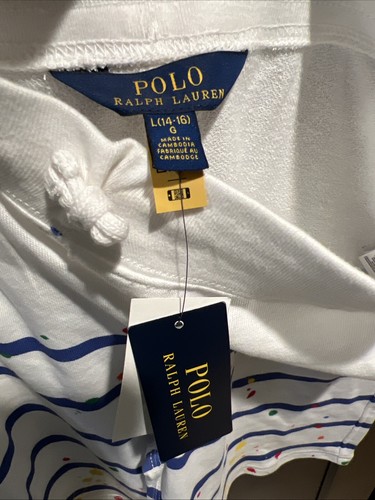 POLO
RALPH LAUREN
L(14-16)
G
MADE IN
CAMBODIA
FABRIQUÉ AU
CAMBODGE
POLO
RALPH LAUREN